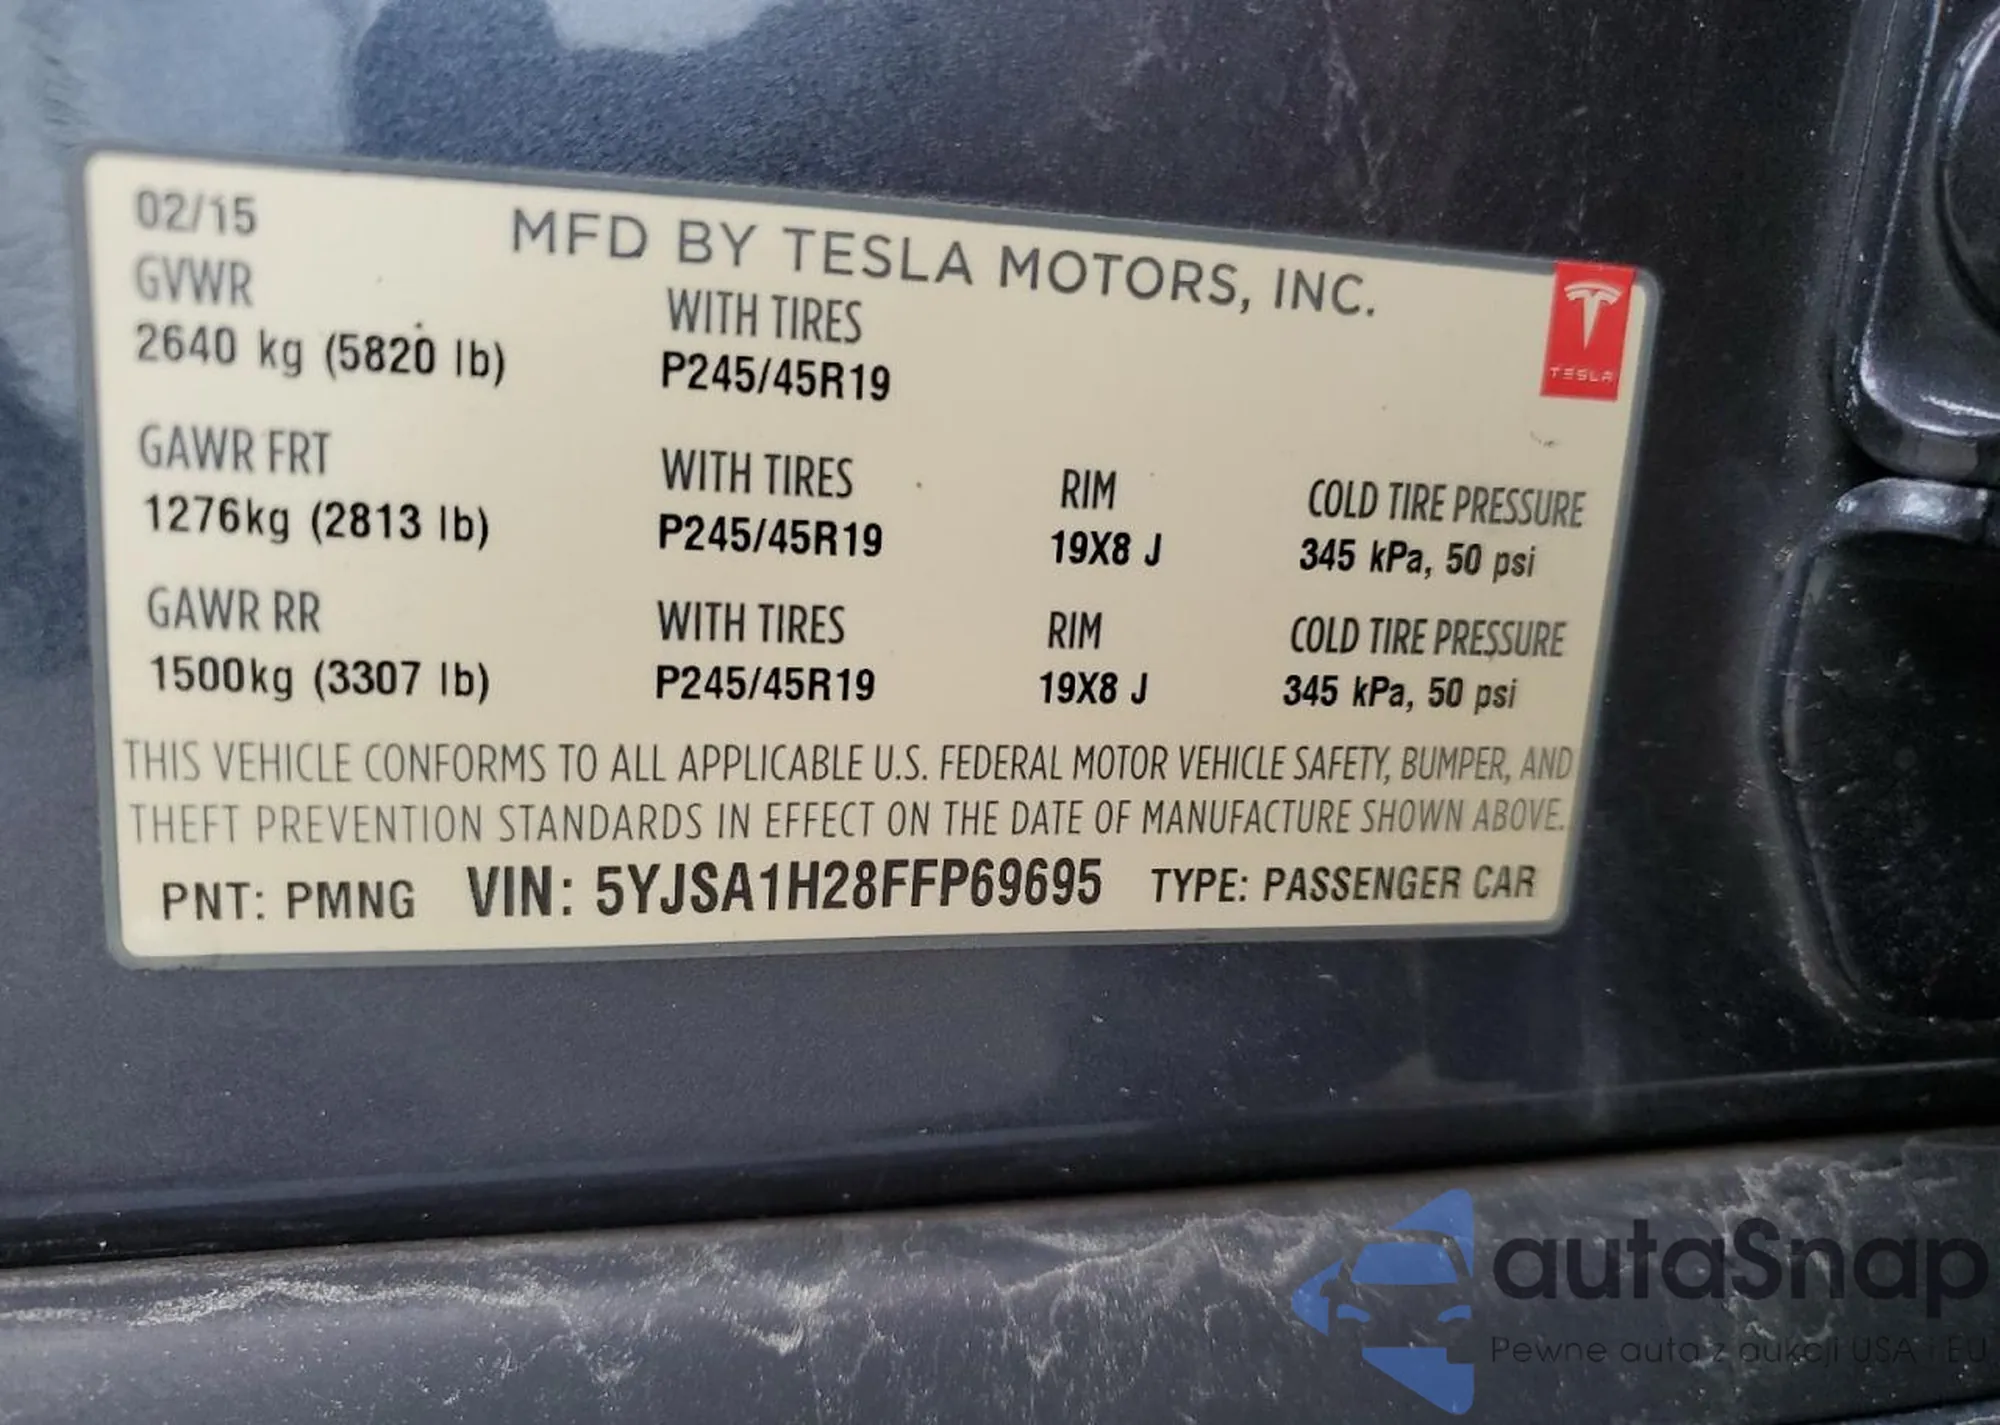 02/15
MFD BY TESLA MOTORS, INC.
GVWR
WITH TIRES
2640 kg (5820 lb)
P245/45R19
TESLA
GAWR FRT
WITH TIRES
RIM
COLD TIRE PRESSURE
1276kg (2813 lb)
P245/45R19
19X8 J
345 kPa, 50 psi
GAWR RR
WITH TIRES
RIM
COLD TIRE PRESSURE
1500kg (3307 lb)
P245/45R19
19X8 J
345 kPa, 50 psi
THIS VEHICLE CONFORMS TO ALL APPLICABLE U.S. FEDERAL MOTOR VEHICLE SAFETY, BUMPER, AND
THEFT PREVENTION STANDARDS IN EFFECT ON THE DATE OF MANUFACTURE SHOWN ABOVE.
PNT: PMNG VIN: 5YJSA1H28FFP69695 TYPE: PASSENGER CAR
autaSnap
Pewne auta z aukcji USA i EU